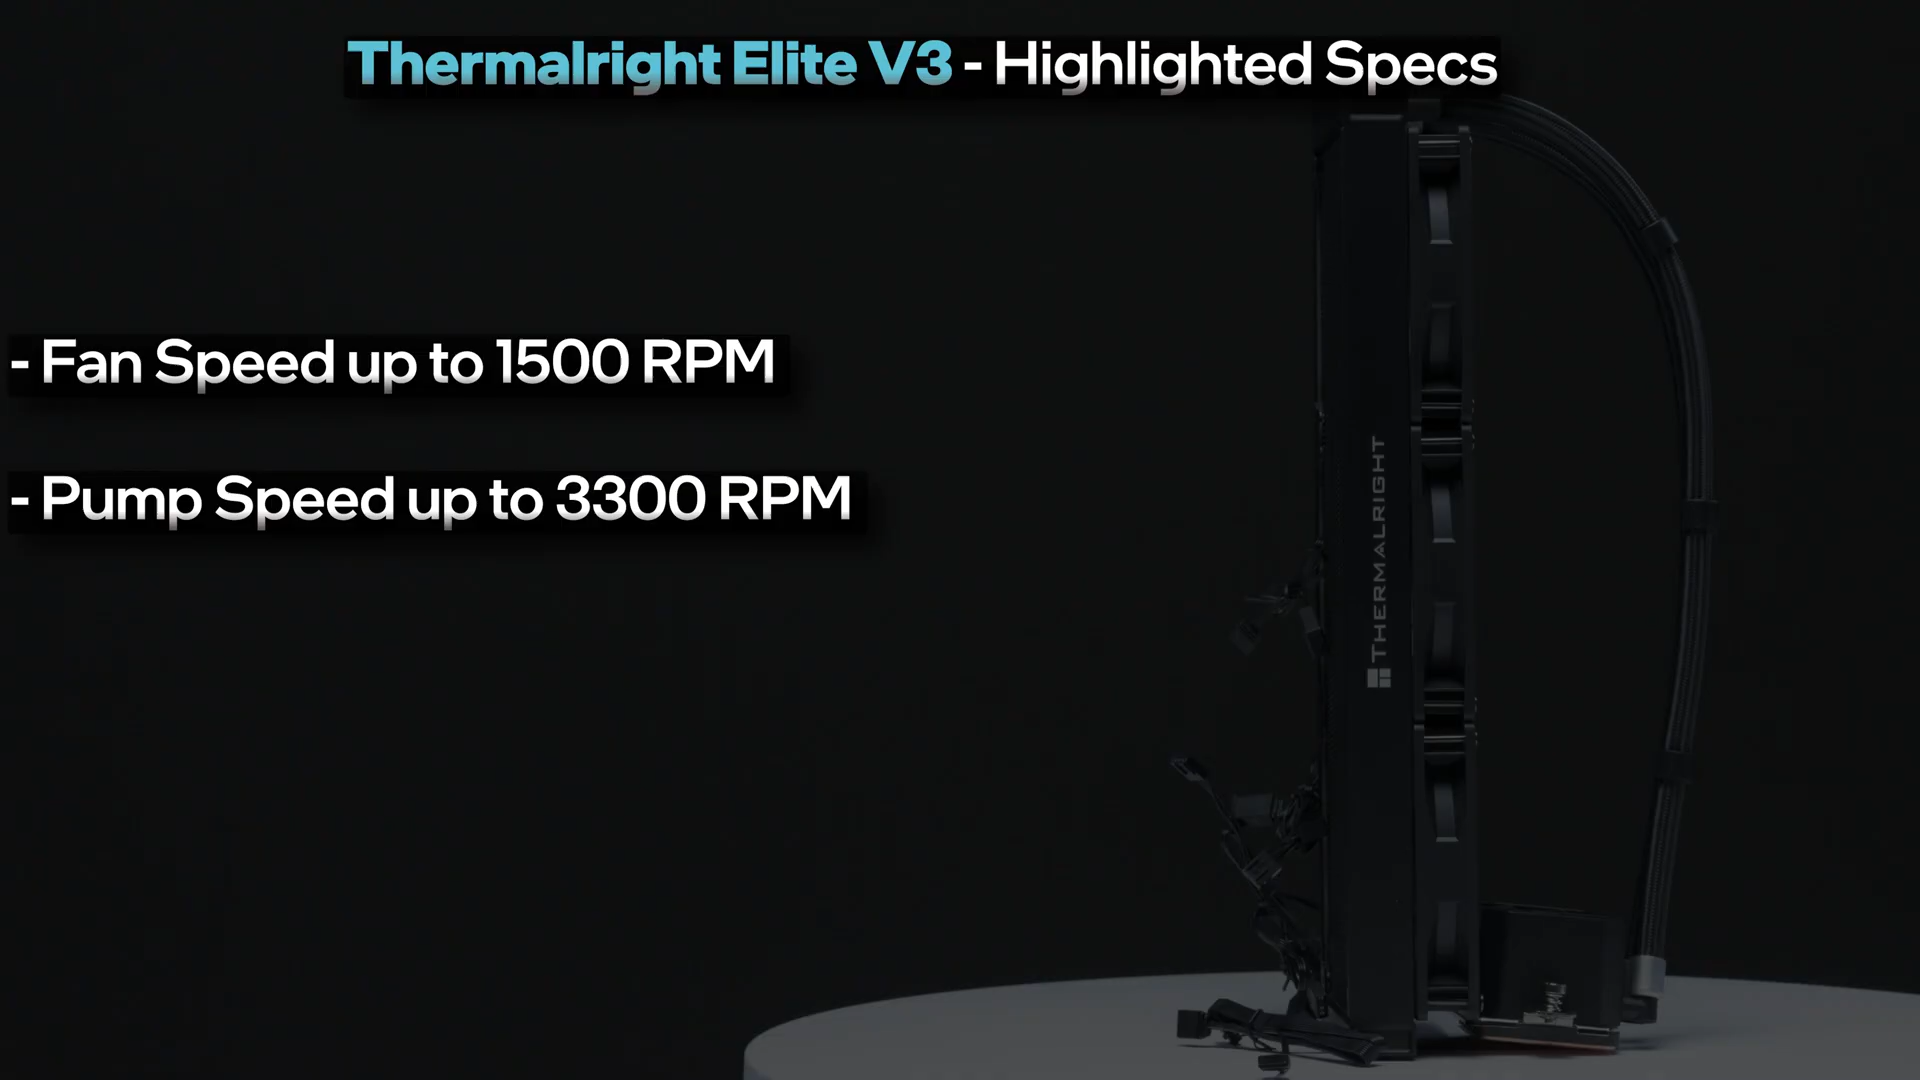 Thermalright Elite V3 - Highlighted Specs
- Fan Speed up to 1500 RPM
- Pump Speed up to 3300 RPM
THERMALRIGHT